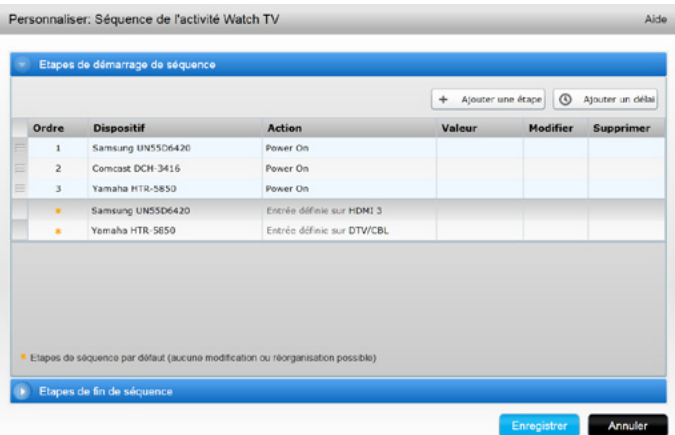 Personnaliser: Séquence de l'activité Watch TV Aide
Etapes de démarrage de séquence
+ Ajouter une étape Ajouter un délai
Ordre Dispositif Action Valeur Modifier Supprimer
1 Samsung UN55D6420 Power On
2 Comcast DCH-3416 Power On
3 Yamaha HTR-5850 Power On
* Samsung UN55D6420 Entrée définie sur HDMI 3
* Yamaha HTR-5850 Entrée définie sur DTV/CBL
* Etapes de séquence par défaut (aucune modification ou réorganisation possible)
Etapes de fin de séquence
Enregistrer Annuler